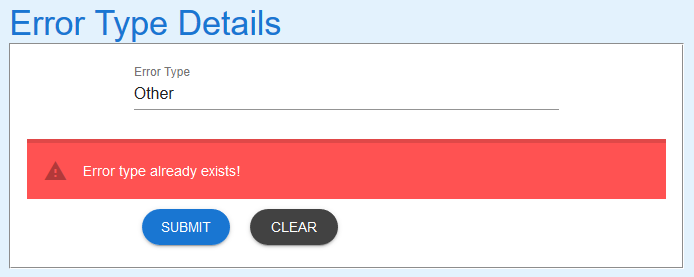 Error Type Details
Error Type
Other
Error type already exists!
SUBMIT CLEAR